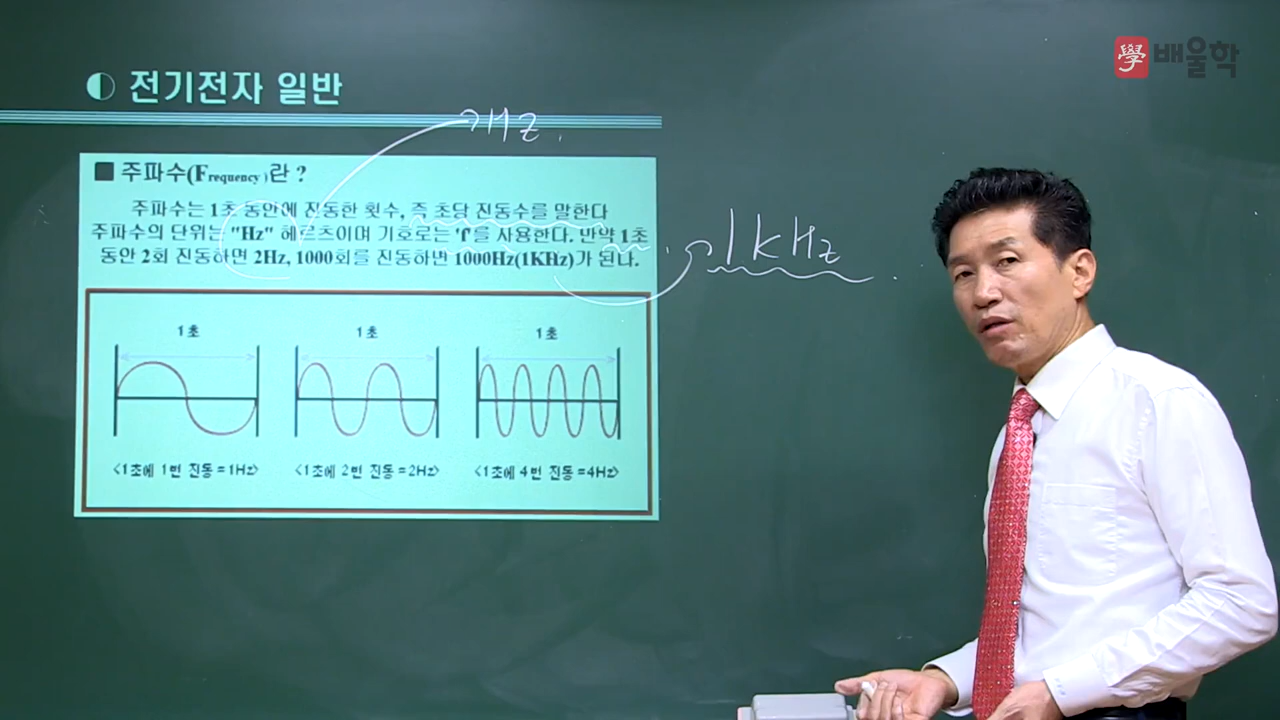 學 배울학
전기전자 일반
Hz
■ 주파수(Frequency)란 ?
주파수는 1초 동안에 진동한 횟수, 즉 초당 진동수를 말한다
주파수의 단위는 "Hz" 헤르츠이며 기호로는 'f'를 사용한다. 만약 1초
동안 2회 진동하면 2Hz, 1000회를 진동하면 1000Hz(1KHz)가 된다.
1KHz
1초 1초 1초
<1초에 1번 진동=1Hz> <1초에 2번 진동=2Hz> <1초에 4번 진동=4Hz>